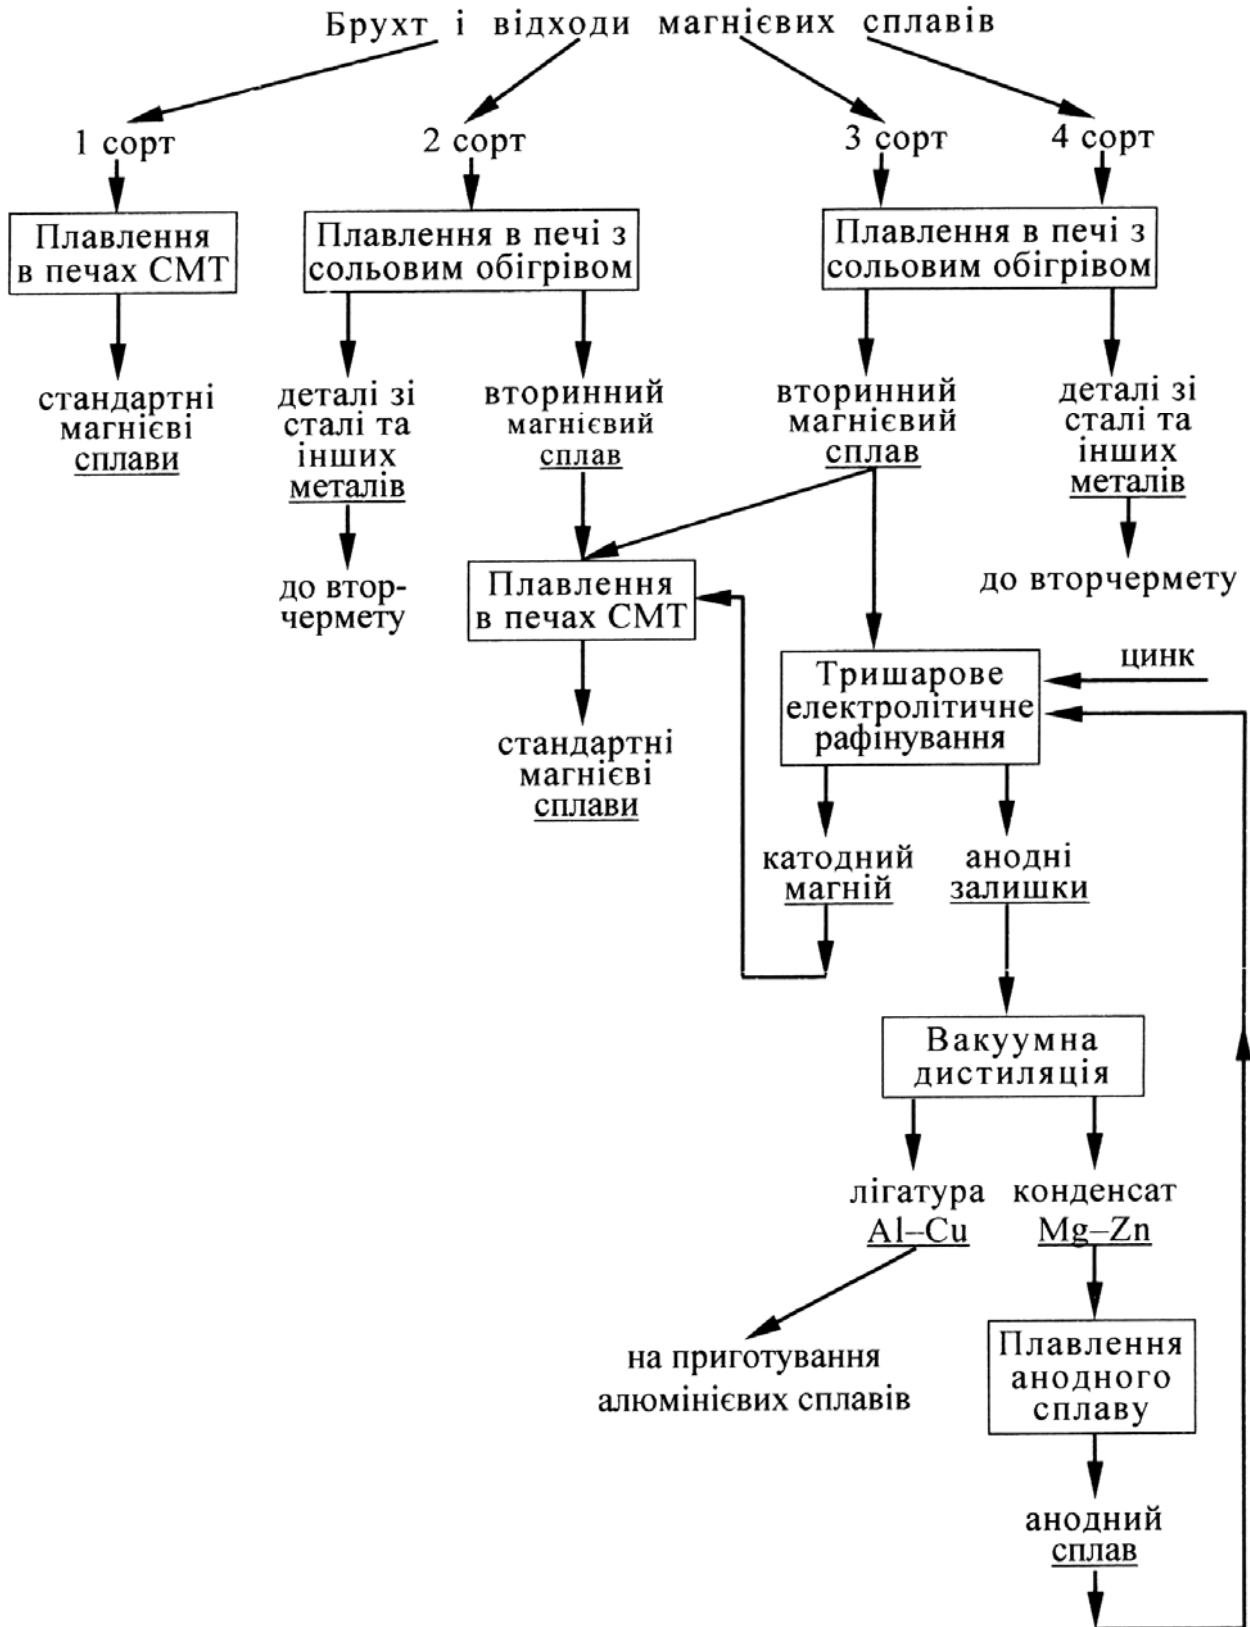 Брухт і відходи магнієвих сплавів
1 сорт
2 сорт
3 сорт
4 сорт
Плавлення
в печах СМТ
Плавлення в печі з
сольовим обігрівом
Плавлення в печі з
сольовим обігрівом
стандартні
магнієві
сплави
деталі зі
сталі та
інших
металів
вторинний
магнієвий
сплав
вторинний
магнієвий
сплав
деталі зі
сталі та
інших
металів
до втор-
чермету
Плавлення
в печах СМТ
до вторчермету
цинк
Тришарове
електролітичне
рафінування
стандартні
магнієві
сплави
катодний
магній
анодні
залишки
Вакуумна
дистиляція
лігатура
Al–Cu
конденсат
Mg–Zn
на приготування
алюмінієвих сплавів
Плавлення
анодного
сплаву
анодний
сплав